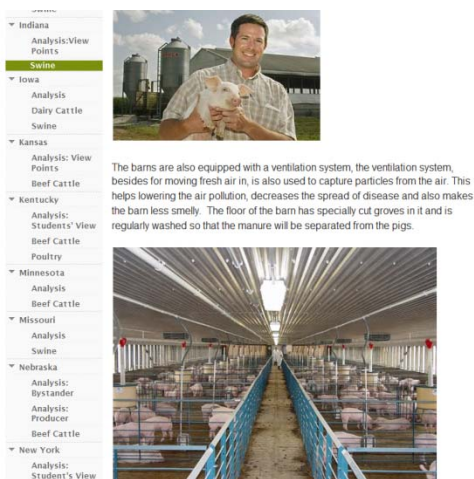 Swine
Indiana
Analysis:View
Points
Swine
Iowa
Analysis
Dairy Cattle
Swine
Kansas
Analysis: View
Points
Beef Cattle
Kentucky
Analysis:
Students' View
Beef Cattle
Poultry
Minnesota
Analysis
Beef Cattle
Missouri
Analysis
Swine
Nebraska
Analysis:
Bystander
Analysis:
Producer
Beef Cattle
New York
Analysis:
Student's View
The barns are also equipped with a ventilation system, the ventilation system,
besides for moving fresh air in, is also used to capture particles from the air. This
helps lowering the air pollution, decreases the spread of disease and also makes
the barn less smelly. The floor of the barn has specially cut groves in it and is
regularly washed so that the manure will be separated from the pigs.